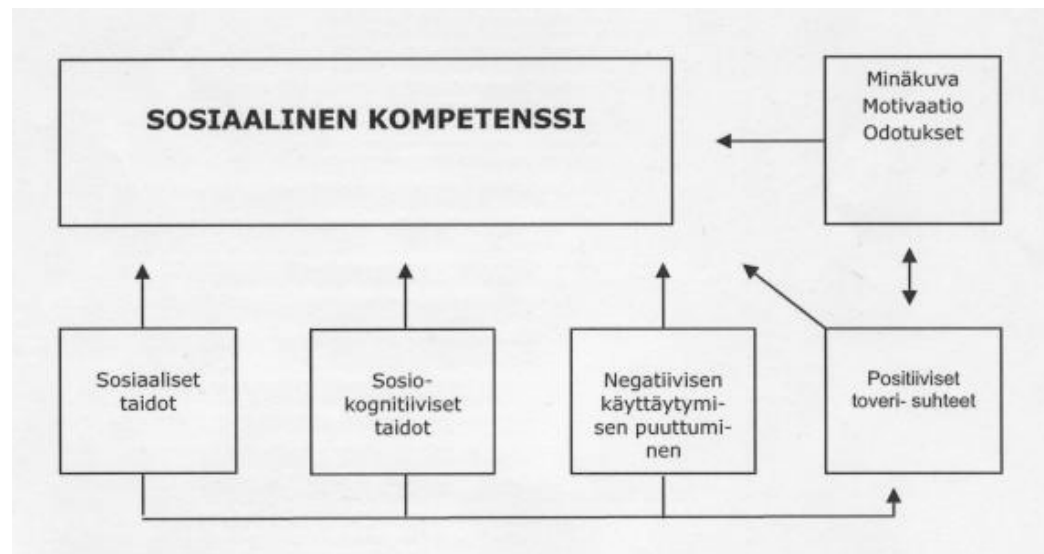 SOSIAALINEN KOMPETENSSI
Minäkuva
Motivaatio
Odotukset
Sosiaaliset
taidot
Sosio-
kognitiiviset
taidot
Negatiivisen
käyttäytymi-
sen puuttumi-
nen
Positiiviset
toveri- suhteet